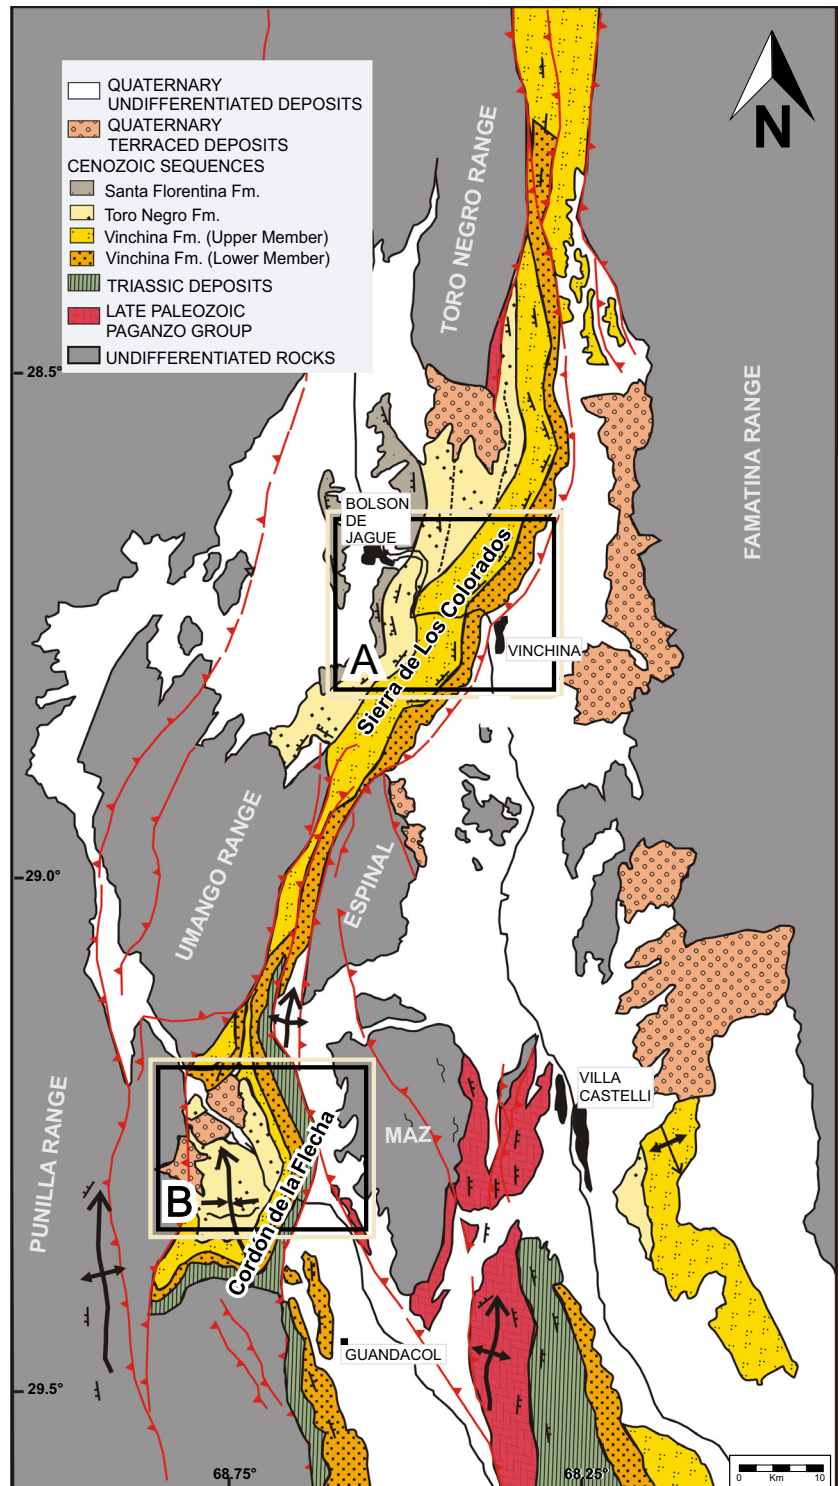 QUATERNARY
UNDIFFERENTIATED DEPOSITS
QUATERNARY
TERRACED DEPOSITS
CENOZOIC SEQUENCES
Santa Florentina Fm.
Toro Negro Fm.
Vinchina Fm. (Upper Member)
Vinchina Fm. (Lower Member)
TRIASSIC DEPOSITS
LATE PALEOZOIC
PAGANZO GROUP
UNDIFFERENTIATED ROCKS
N
TORO NEGRO RANGE
28.5°
FAMATINA RANGE
BOLSON
DE
JAGUE
Sierra de Los Colorados
A
VINCHINA
UMANGO RANGE
ESPINAL
29.0°
PUNILLA RANGE
VILLA
CASTELLI
MAZ
B
Cordón de la Flecha
GUANDACOL
29.5°
68.75°
68.25°
0 Km 10